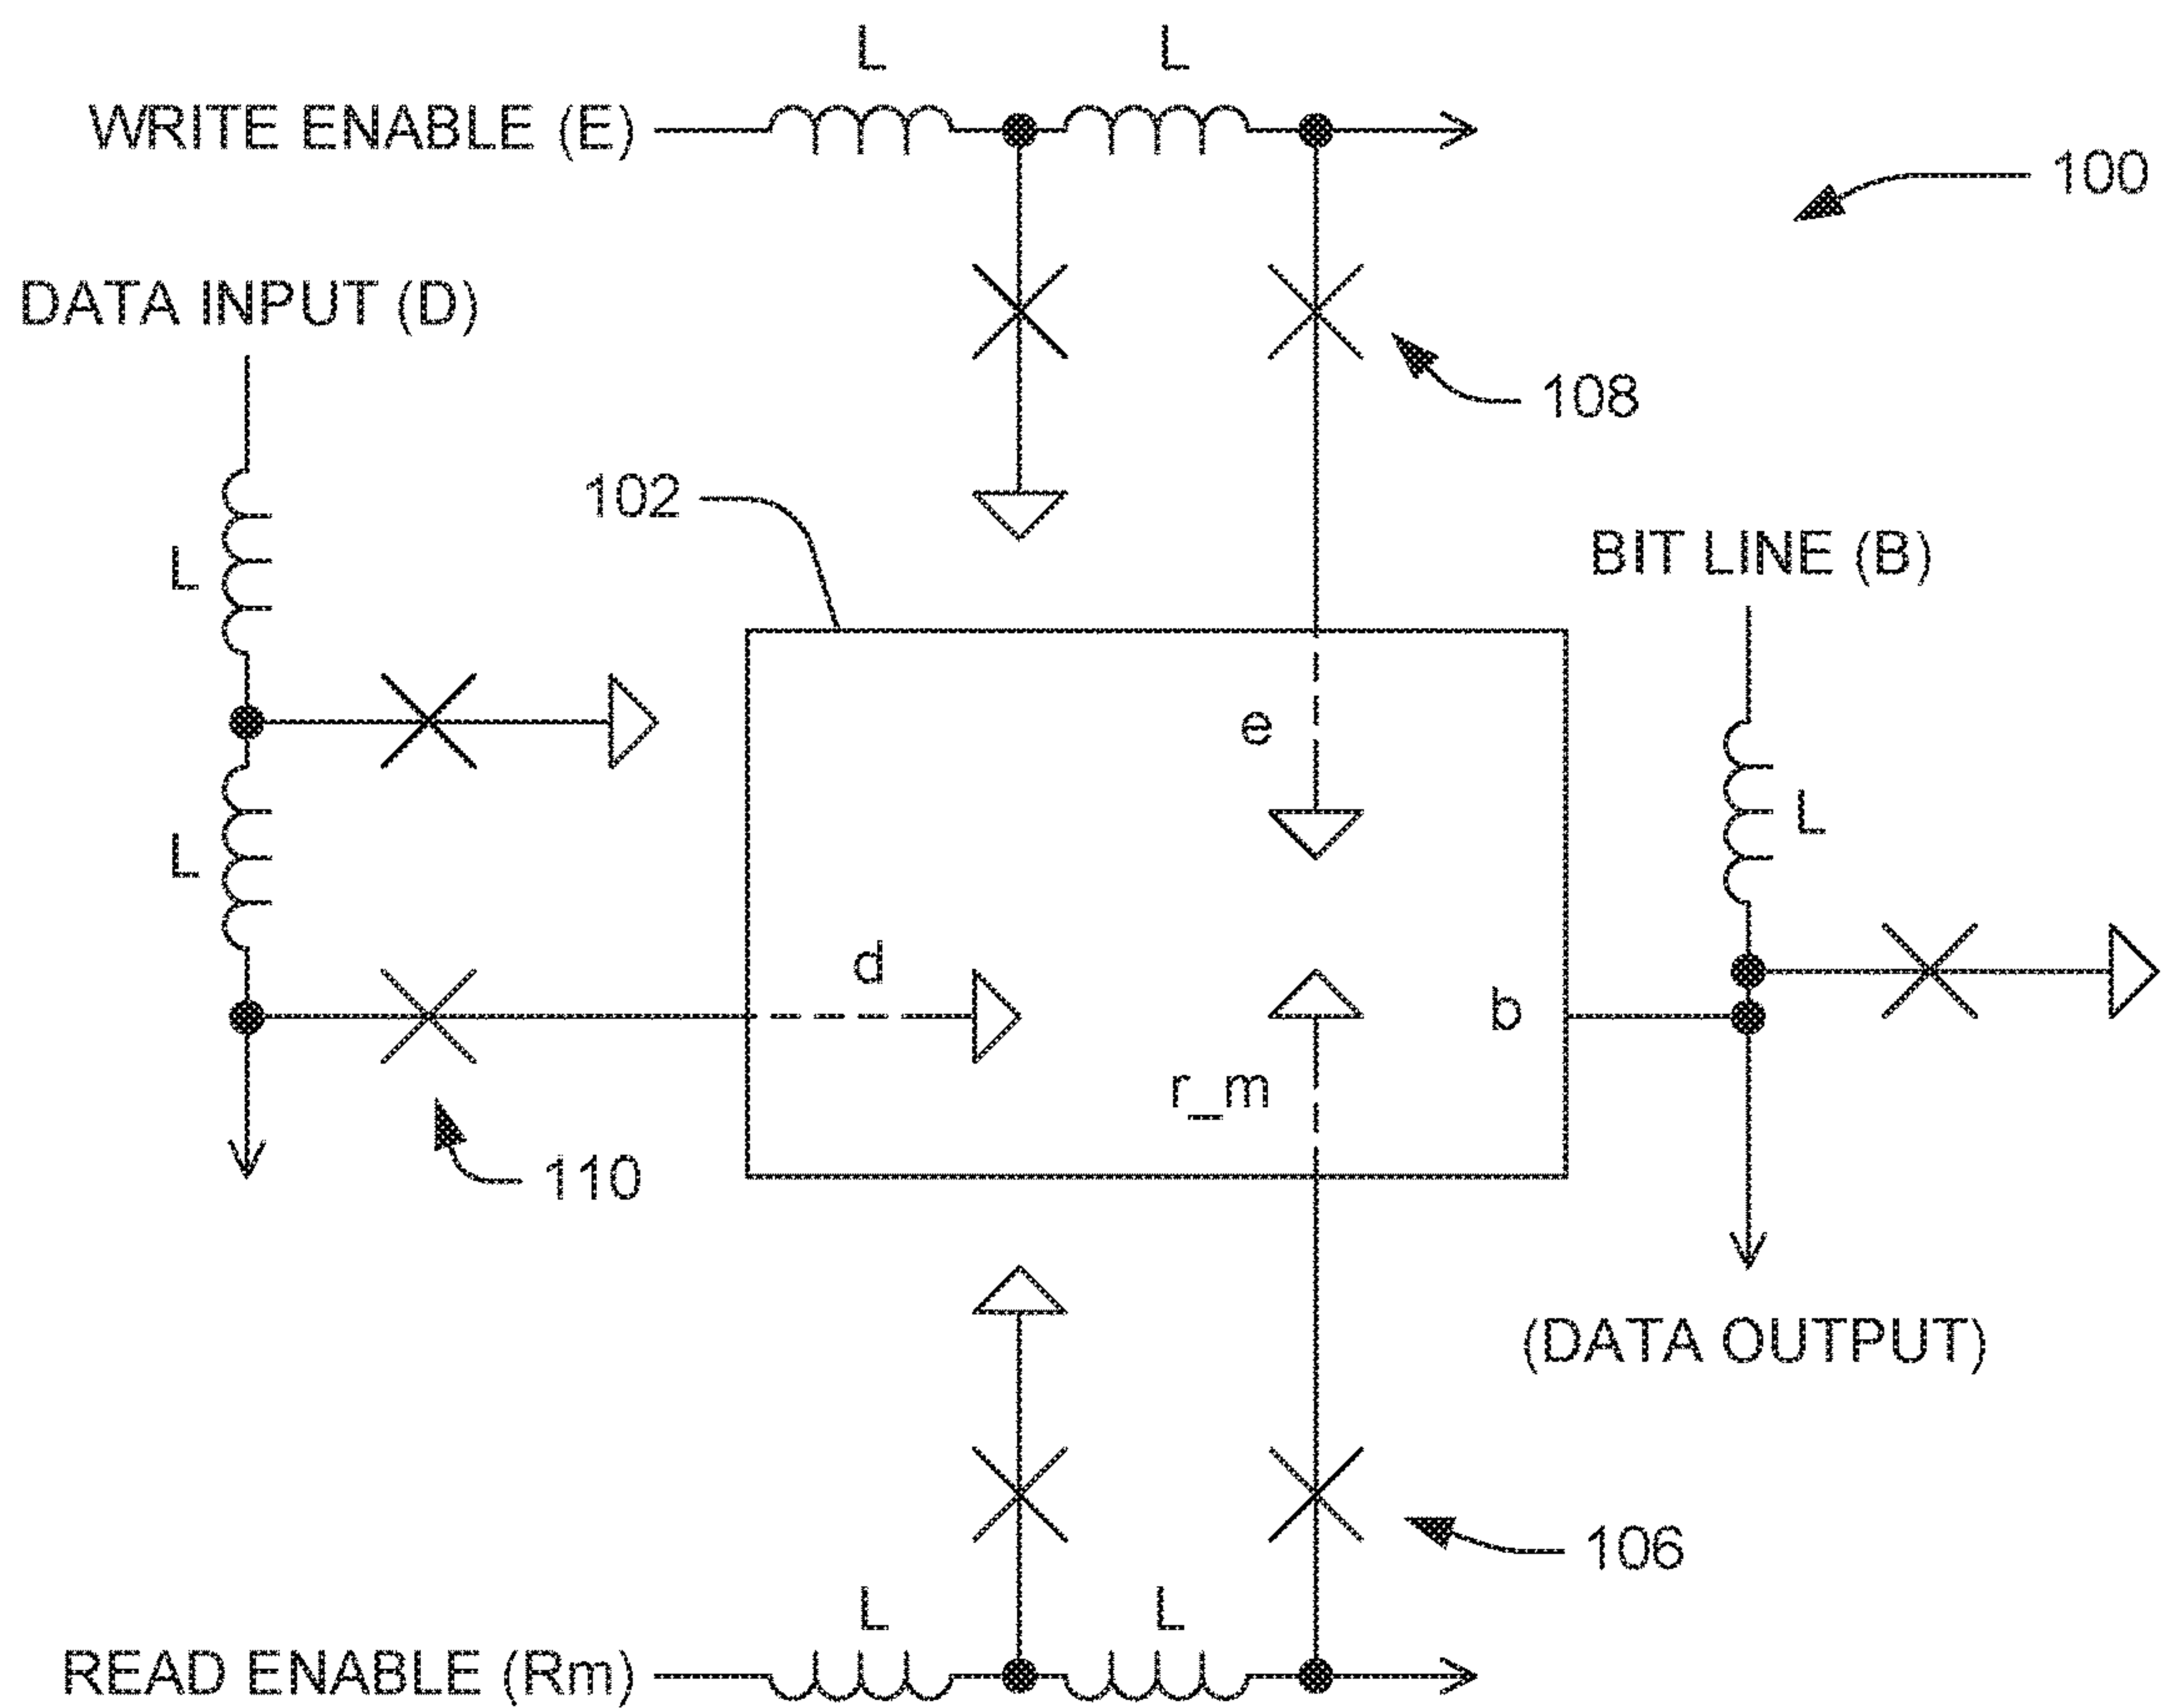 L L
WRITE ENABLE (E)
100
DATA INPUT (D)
108
102
BIT LINE (B)
L
e
L
L
d
b
r_m
110
(DATA OUTPUT)
106
L L
READ ENABLE (Rm)